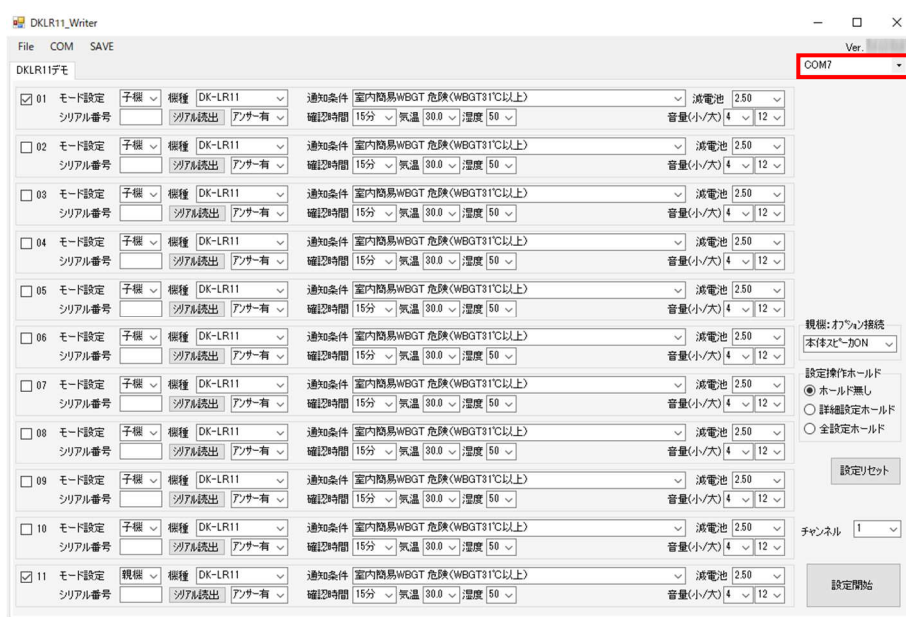 DKLR11_Writer
File COM SAVE Ver.
DKLR11デモ COM7
01 モード設定 子機 機種 DK-LR11 通知条件 室内簡易WBGT 危険(WBGT31℃以上) 減電池 2.50
シリアル番号 シリアル読出 アンサー有 確認時間 15分 気温 30.0 湿度 50 音量(小/大) 4 12
02 モード設定 子機 機種 DK-LR11 通知条件 室内簡易WBGT 危険(WBGT31℃以上) 減電池 2.50
シリアル番号 シリアル読出 アンサー有 確認時間 15分 気温 30.0 湿度 50 音量(小/大) 4 12
03 モード設定 子機 機種 DK-LR11 通知条件 室内簡易WBGT 危険(WBGT31℃以上) 減電池 2.50
シリアル番号 シリアル読出 アンサー有 確認時間 15分 気温 30.0 湿度 50 音量(小/大) 4 12
04 モード設定 子機 機種 DK-LR11 通知条件 室内簡易WBGT 危険(WBGT31℃以上) 減電池 2.50
シリアル番号 シリアル読出 アンサー有 確認時間 15分 気温 30.0 湿度 50 音量(小/大) 4 12
05 モード設定 子機 機種 DK-LR11 通知条件 室内簡易WBGT 危険(WBGT31℃以上) 減電池 2.50
シリアル番号 シリアル読出 アンサー有 確認時間 15分 気温 30.0 湿度 50 音量(小/大) 4 12
06 モード設定 子機 機種 DK-LR11 通知条件 室内簡易WBGT 危険(WBGT31℃以上) 減電池 2.50
シリアル番号 シリアル読出 アンサー有 確認時間 15分 気温 30.0 湿度 50 音量(小/大) 4 12
07 モード設定 子機 機種 DK-LR11 通知条件 室内簡易WBGT 危険(WBGT31℃以上) 減電池 2.50
シリアル番号 シリアル読出 アンサー有 確認時間 15分 気温 30.0 湿度 50 音量(小/大) 4 12
08 モード設定 子機 機種 DK-LR11 通知条件 室内簡易WBGT 危険(WBGT31℃以上) 減電池 2.50
シリアル番号 シリアル読出 アンサー有 確認時間 15分 気温 30.0 湿度 50 音量(小/大) 4 12
09 モード設定 子機 機種 DK-LR11 通知条件 室内簡易WBGT 危険(WBGT31℃以上) 減電池 2.50
シリアル番号 シリアル読出 アンサー有 確認時間 15分 気温 30.0 湿度 50 音量(小/大) 4 12
10 モード設定 子機 機種 DK-LR11 通知条件 室内簡易WBGT 危険(WBGT31℃以上) 減電池 2.50
シリアル番号 シリアル読出 アンサー有 確認時間 15分 気温 30.0 湿度 50 音量(小/大) 4 12
11 モード設定 親機 機種 DK-LR11 通知条件 室内簡易WBGT 危険(WBGT31℃以上) 減電池 2.50
シリアル番号 シリアル読出 アンサー有 確認時間 15分 気温 30.0 湿度 50 音量(小/大) 4 12
親機:オプション接続
本体スピーカON
設定操作ホールド
ホールド無し
詳細設定ホールド
全設定ホールド
設定リセット
チャンネル 1
設定開始